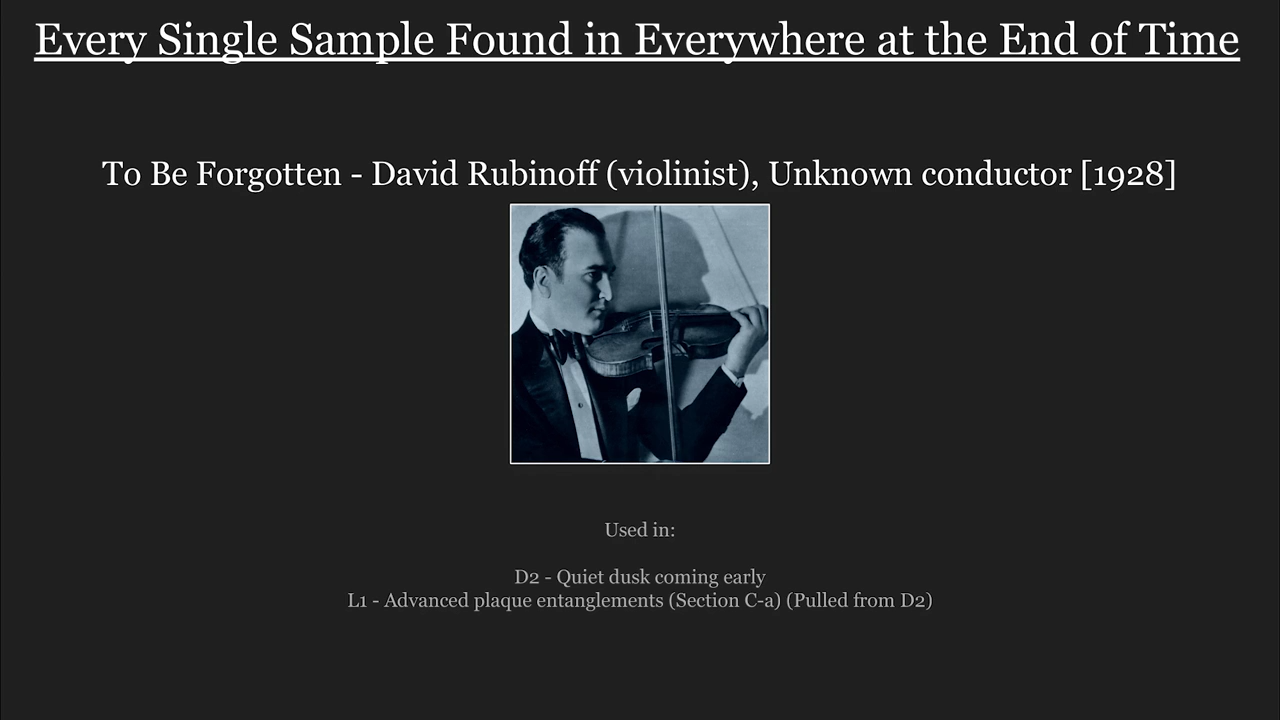 Every Single Sample Found in Everywhere at the End of Time
To Be Forgotten - David Rubinoff (violinist), Unknown conductor [1928]
Used in:
D2 - Quiet dusk coming early
L1 - Advanced plaque entanglements (Section C-a) (Pulled from D2)